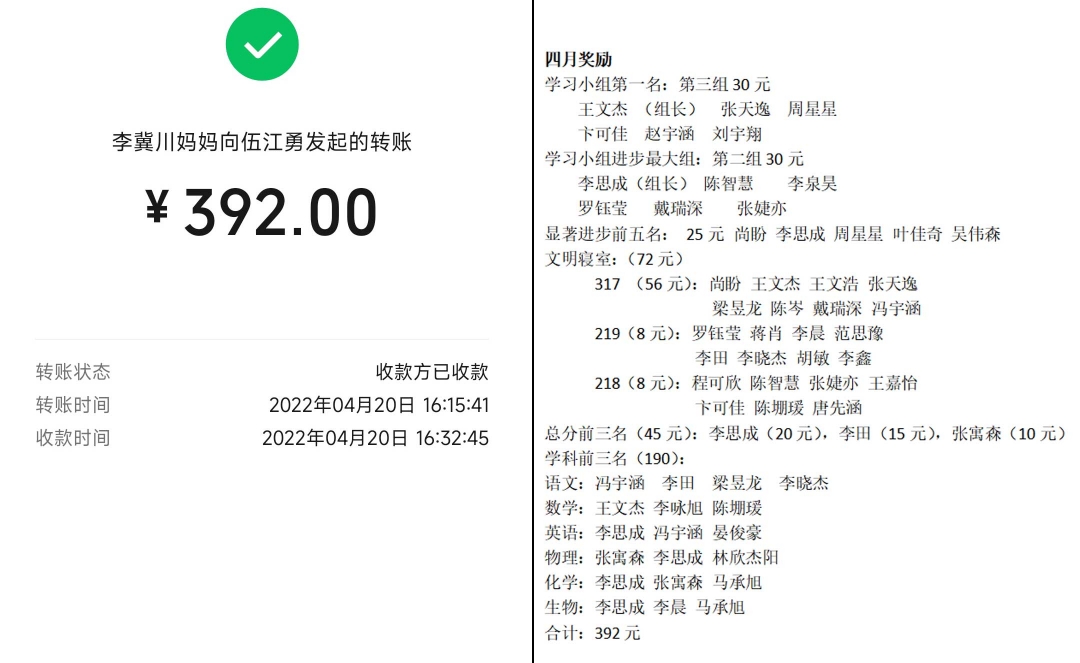 李冀川妈妈向伍江勇发起的转账
¥392.00
转账状态 收款方已收款
转账时间 2022年04月20日 16:15:41
收款时间 2022年04月20日 16:32:45
四月奖励
学习小组第一名：第三组 30 元
王文杰 （组长） 张天逸 周星星
卞可佳 赵宇涵 刘宇翔
学习小组进步最大组：第二组 30 元
李思成（组长） 陈智慧 李泉昊
罗钰莹 戴瑞深 张婕亦
显著进步前五名： 25 元 尚盼 李思成 周星星 叶佳奇 吴伟森
文明寝室：（72 元）
317 （56 元）：尚盼 王文杰 王文浩 张天逸
梁昱龙 陈岑 戴瑞深 冯宇涵
219（8 元）：罗钰莹 蒋肖 李晨 范思豫
李田 李晓杰 胡敏 李鑫
218（8 元）：程可欣 陈智慧 张婕亦 王嘉怡
卞可佳 陈堋瑗 唐先涵
总分前三名（45 元）：李思成（20 元），李田（15 元），张寓森（10 元）
学科前三名（190）：
语文：冯宇涵 李田 梁昱龙 李晓杰
数学：王文杰 李咏旭 陈堋瑗
英语：李思成 冯宇涵 晏俊豪
物理：张寓森 李思成 林欣杰阳
化学：李思成 张寓森 马承旭
生物：李思成 李晨 马承旭
合计：392 元